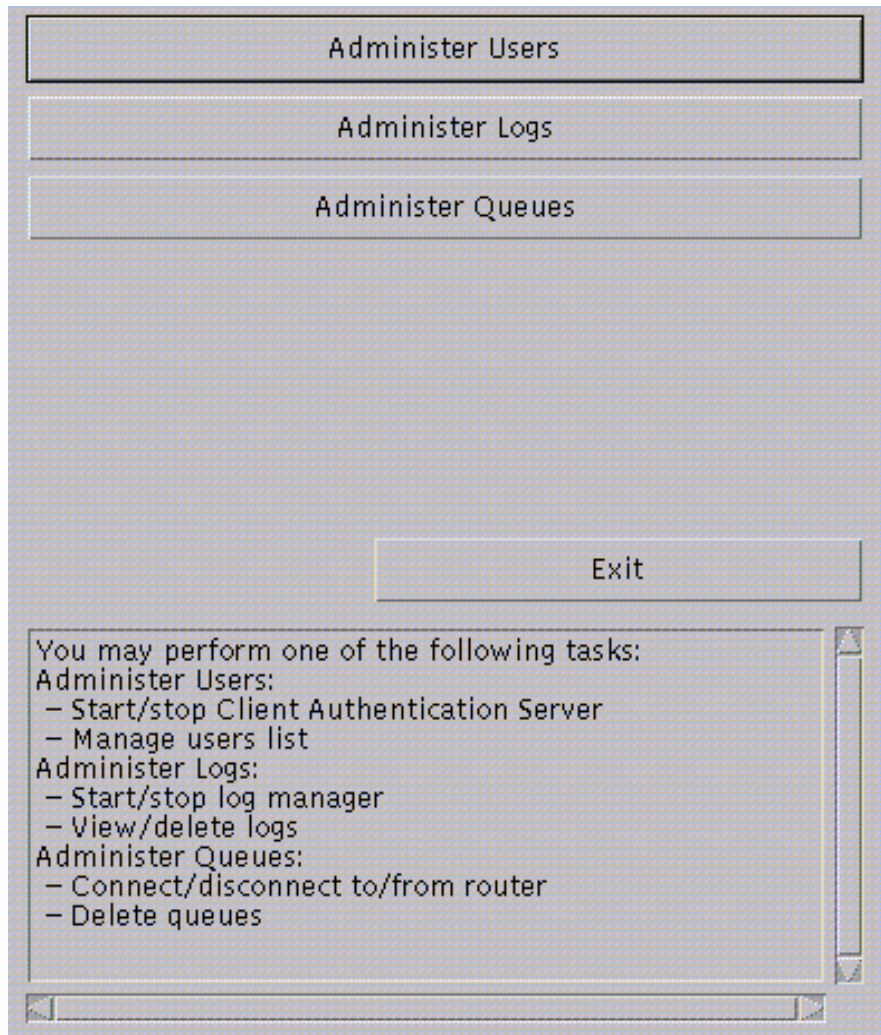 Administer Users
Administer Logs
Administer Queues
Exit
You may perform one of the following tasks:
Administer Users:
– Start/stop Client Authentication Server
– Manage users list
Administer Logs:
– Start/stop log manager
– View/delete logs
Administer Queues:
– Connect/disconnect to/from router
– Delete queues